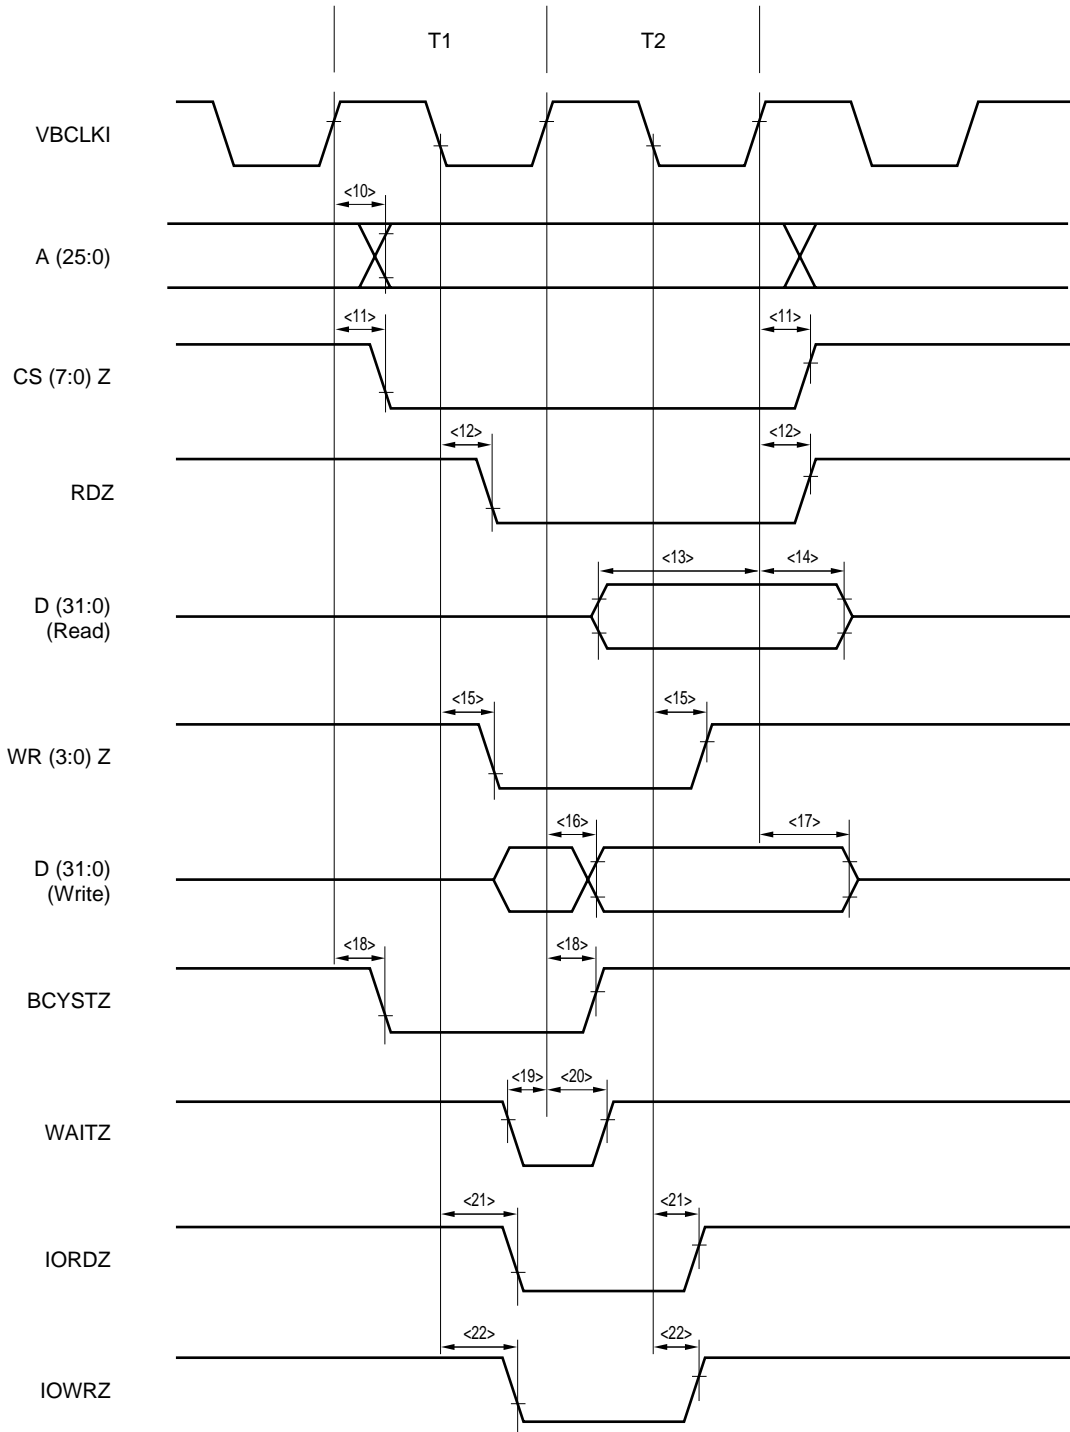 T1 T2
VBCLKI
<10>
A (25:0)
<11> <11>
CS (7:0) Z
<12> <12>
RDZ
<13> <14>
D (31:0)
(Read)
<15> <15>
WR (3:0) Z
<16> <17>
D (31:0)
(Write)
<18> <18>
BCYSTZ
<19> <20>
WAITZ
<21> <21>
IORDZ
<22> <22>
IOWRZ